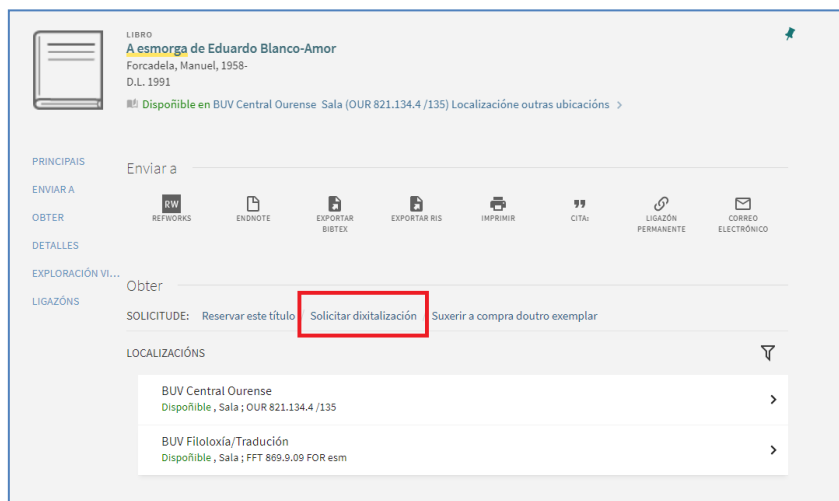 LIBRO
A esmorga de Eduardo Blanco-Amor
Forcadela, Manuel, 1958-
D.L. 1991
Dispoñible en BUV Central Ourense Sala (OUR 821.134.4 /135) Localizacióne outras ubicacións >
PRINCIPAIS
ENVIAR A
OBTER
DETALLES
EXPLORACIÓN VI...
LIGAZÓNS
Enviar a
RW
REFWORKS
ENDNOTE
EXPORTAR
BIBTEX
EXPORTAR RIS
IMPRIMIR
CITA:
LIGAZÓN
PERMANENTE
CORREO
ELECTRÓNICO
Obter
SOLICITUDE: Reservar este título / Solicitar dixitalización / Suxerir a compra doutro exemplar
LOCALIZACIÓNS
BUV Central Ourense
Dispoñible , Sala ; OUR 821.134.4 /135
BUV Filoloxía/Tradución
Dispoñible , Sala ; FFT 869.9.09 FOR esm